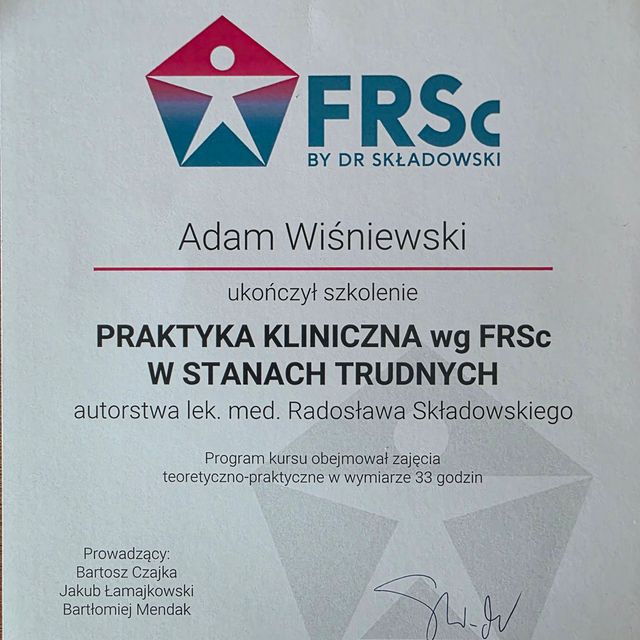 FRSc
BY DR SKŁADOWSKI
Adam Wiśniewski
ukończył szkolenie
PRAKTYKA KLINICZNA wg FRSc
W STANACH TRUDNYCH
autorstwa lek. med. Radosława Składowskiego
Program kursu obejmował zajęcia
teoretyczno-praktyczne w wymiarze 33 godzin
Prowadzący:
Bartosz Czajka
Jakub Łamajkowski
Bartłomiej Mendak